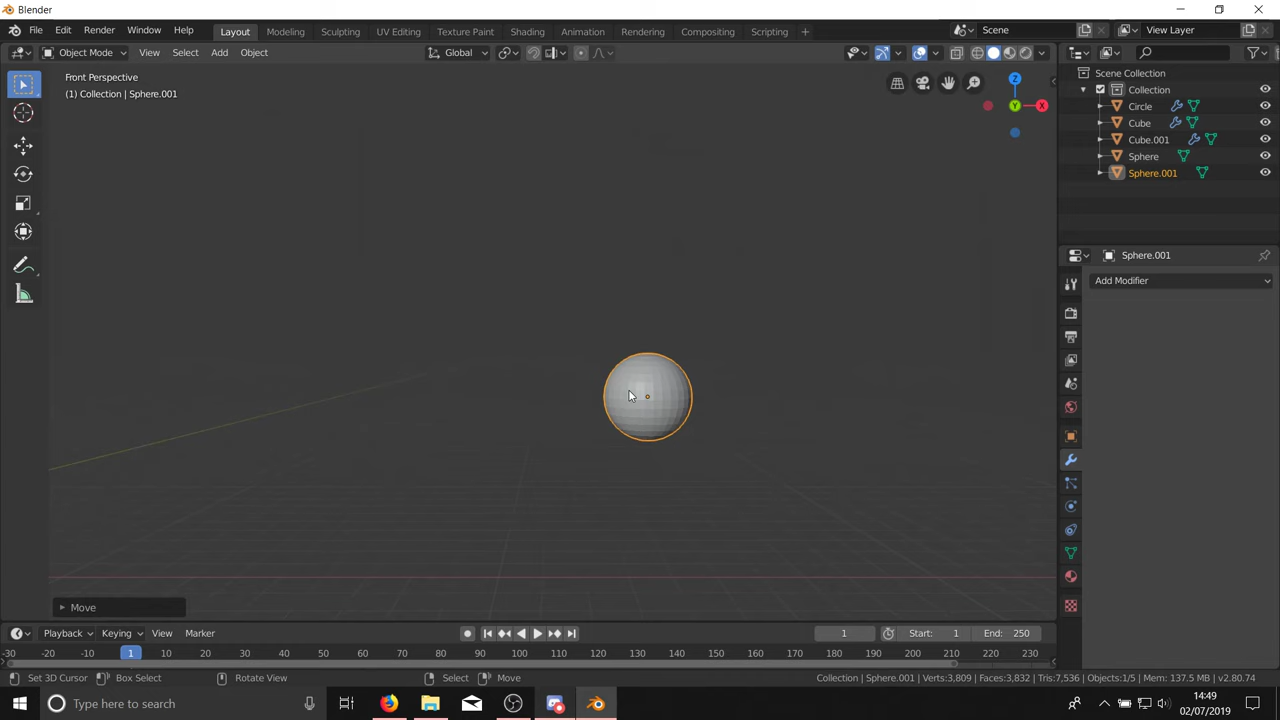 Blender
File Edit Render Window Help Layout Modeling Sculpting UV Editing Texture Paint Shading Animation Rendering Compositing Scripting + Scene View Layer
Object Mode View Select Add Object Global
Front Perspective
(1) Collection | Sphere.001
Z
Y
X
Scene Collection
Collection
Circle
Cube
Cube.001
Sphere
Sphere.001
Sphere.001
Add Modifier
Move
Playback Keying View Marker 1 Start: 1 End: 250
-30 -20 -10 1 10 20 30 40 50 60 70 80 90 100 110 120 130 140 150 160 170 180 190 200 210 220 230
Set 3D Cursor Box Select Rotate View Select Move Collection | Sphere.001 | Verts:3,809 | Faces:3,832 | Tris:7,536 | Objects:1/5 | Mem: 137.5 MB | v2.80.74
Type here to search
14:49
02/07/2019